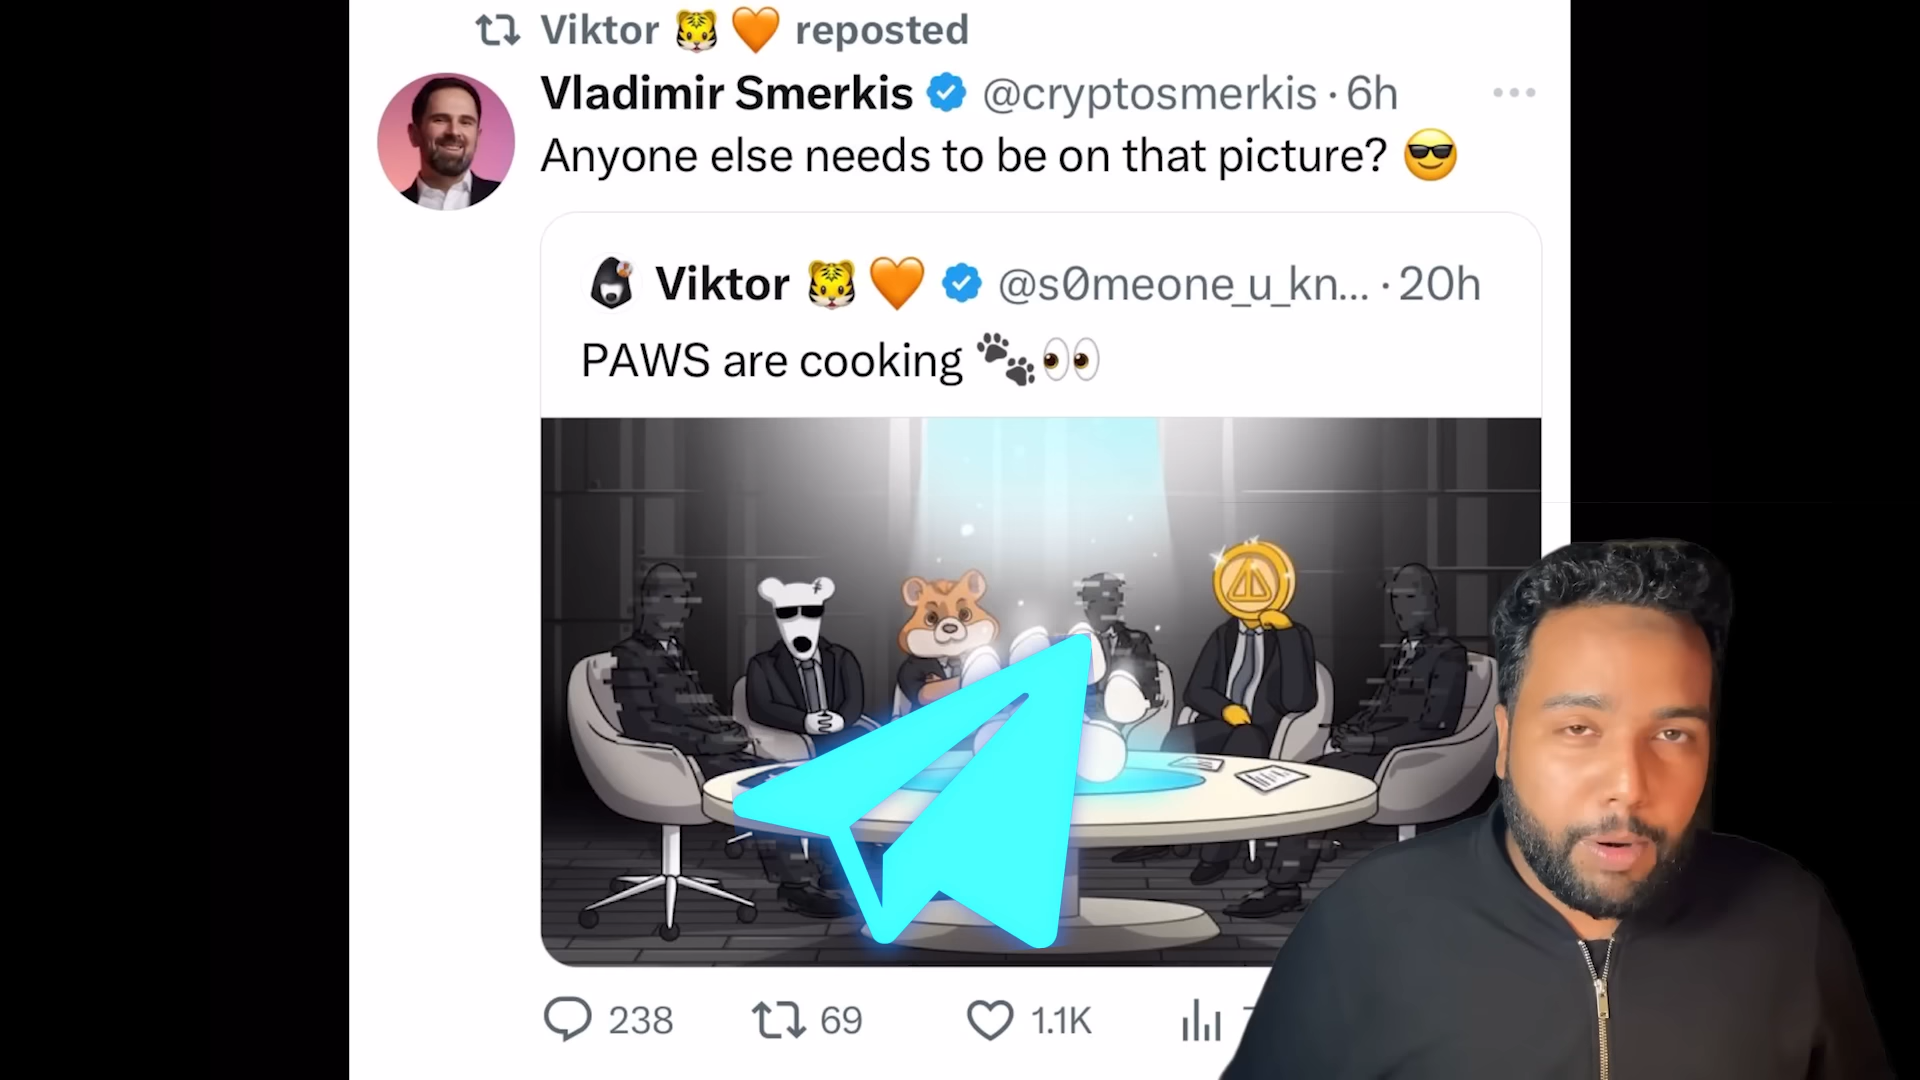 Viktor 🐯 🧡 reposted
Vladimir Smerkis @cryptosmerkis · 6h
Anyone else needs to be on that picture? 😎
Viktor 🐯 🧡 @s0meone_u_kn... · 20h
PAWS are cooking 🐾👀
238 69 1.1K